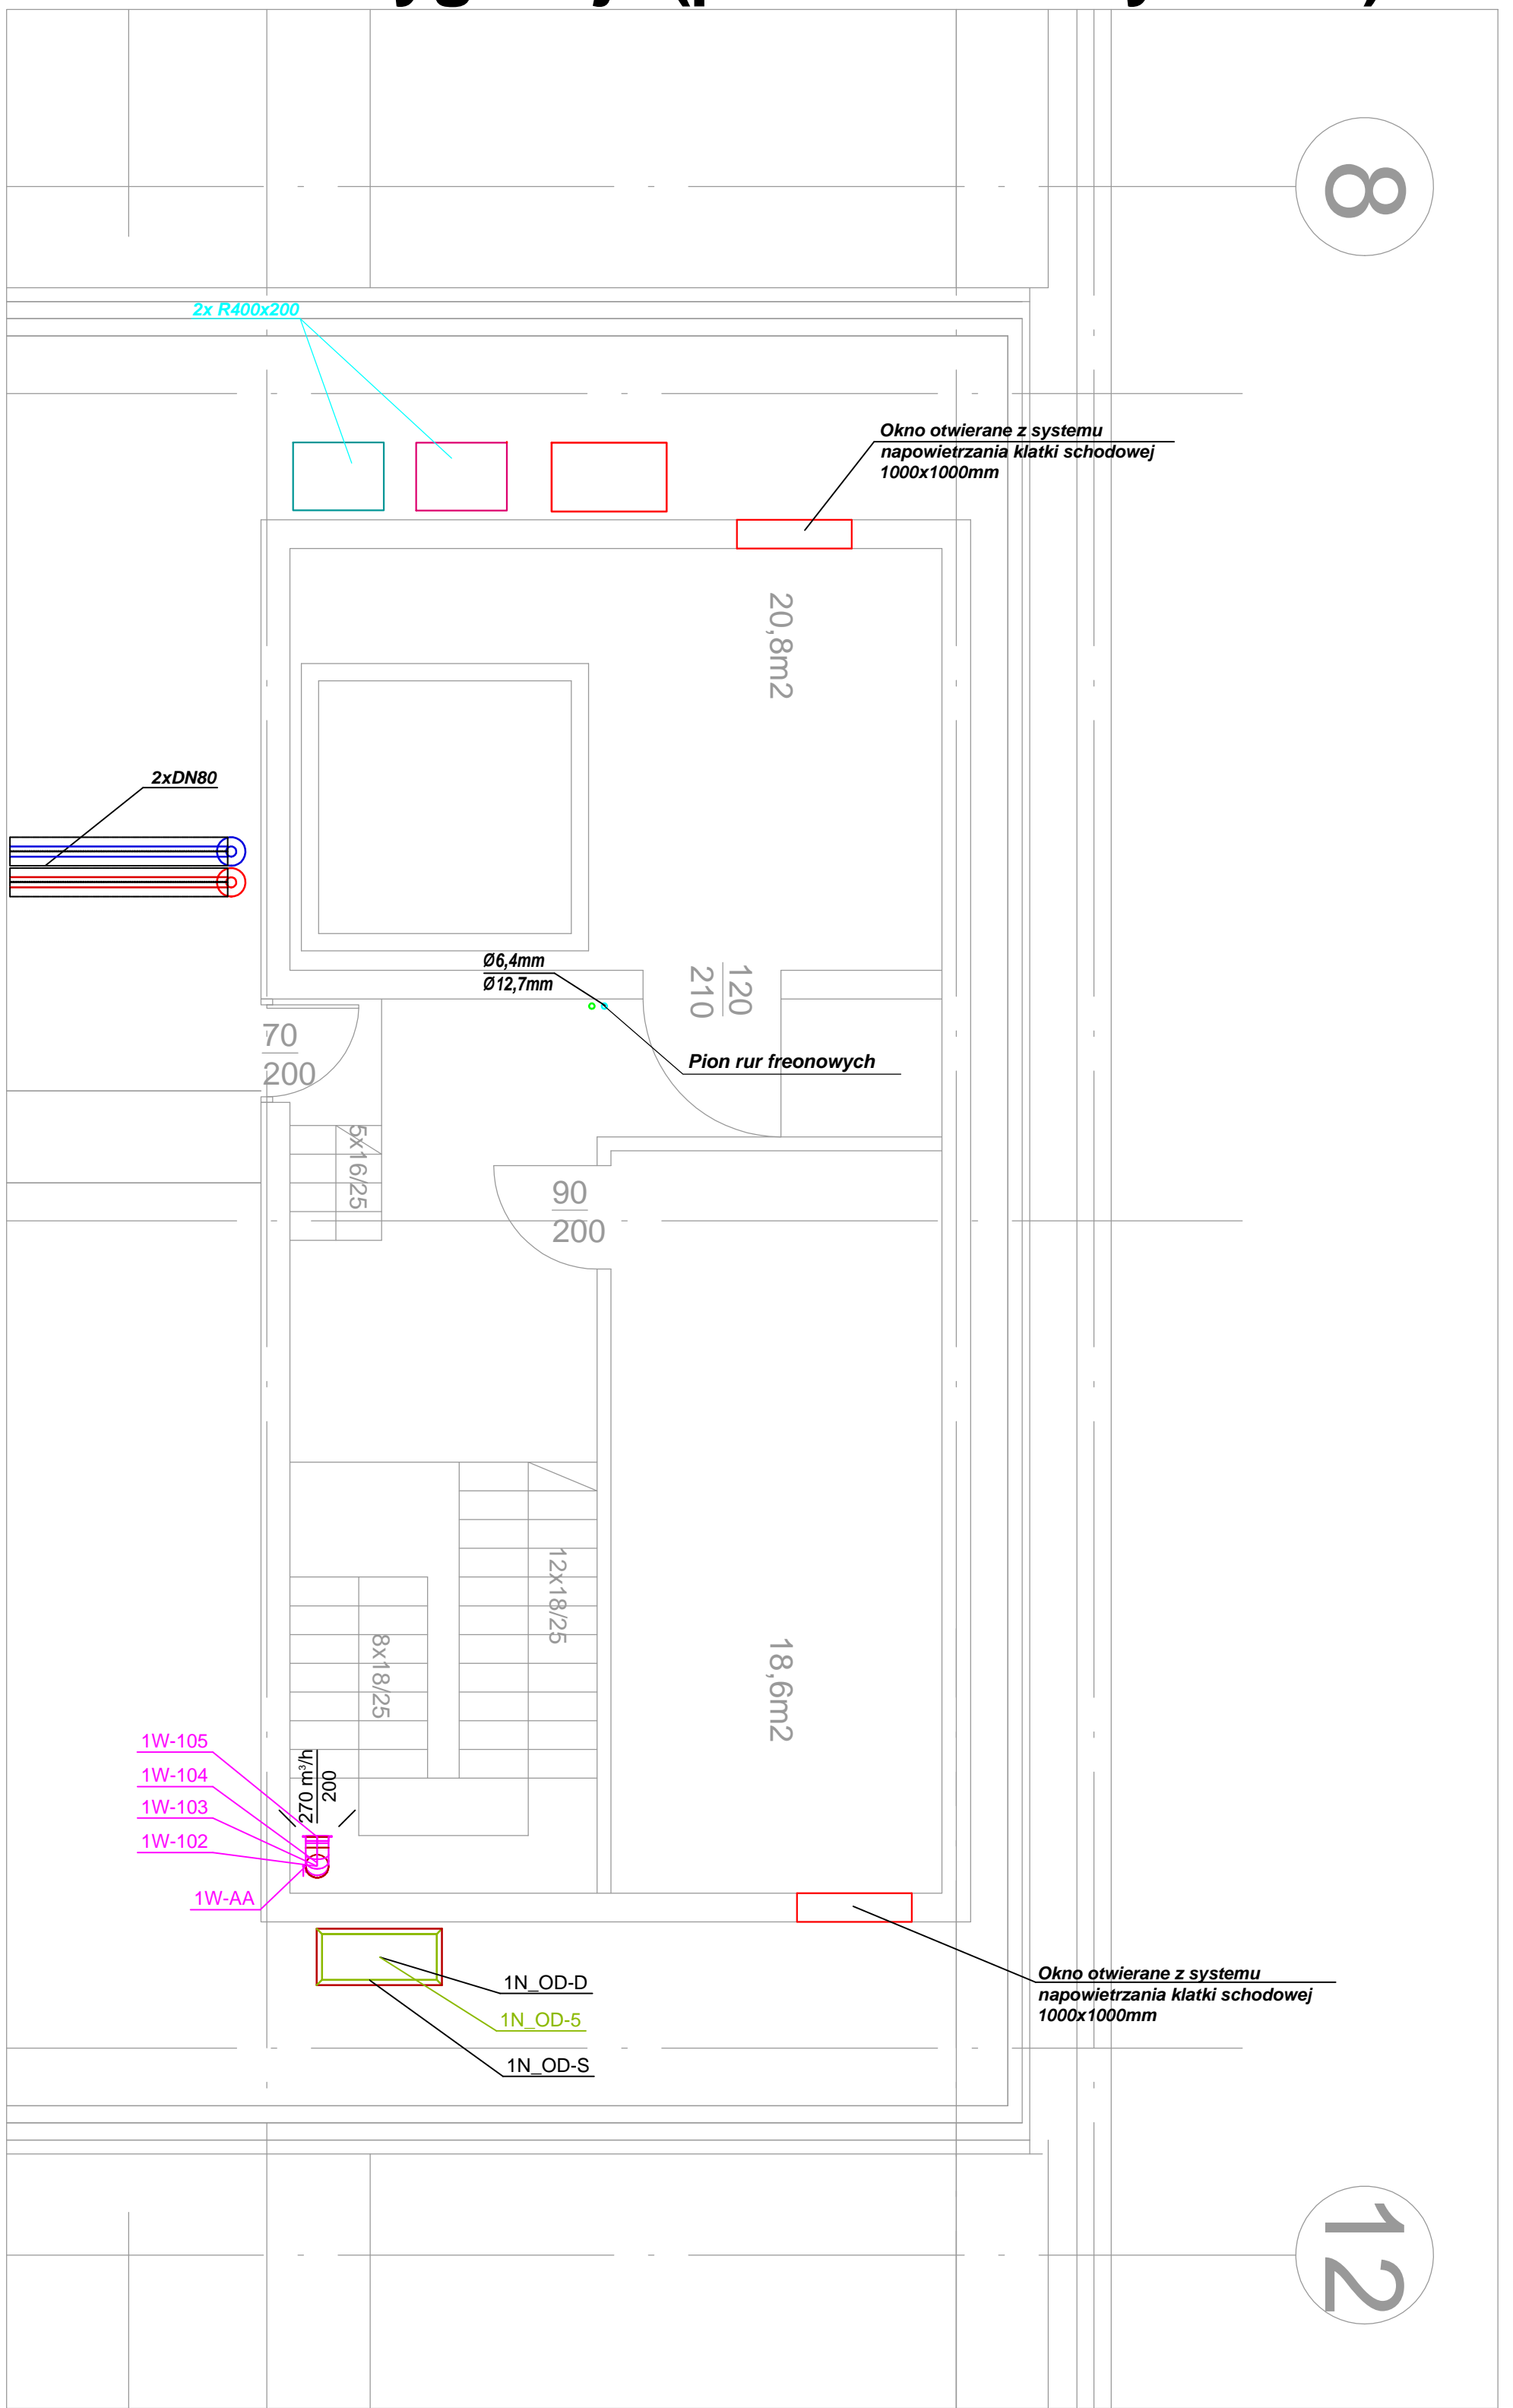 8
2x R400x200
Okno otwierane z systemu
napowietrzania klatki schodowej
1000x1000mm
20,8m2
2xDN80
Ø6,4mm
Ø12,7mm
120
210
70
200
Pion rur freonowych
5x16/25
90
200
12x18/25
8x18/25
18,6m2
1W-105
1W-104
1W-103
1W-102
1W-AA
270 m³/h
200
1N_OD-D
1N_OD-5
1N_OD-S
Okno otwierane z systemu
napowietrzania klatki schodowej
1000x1000mm
12